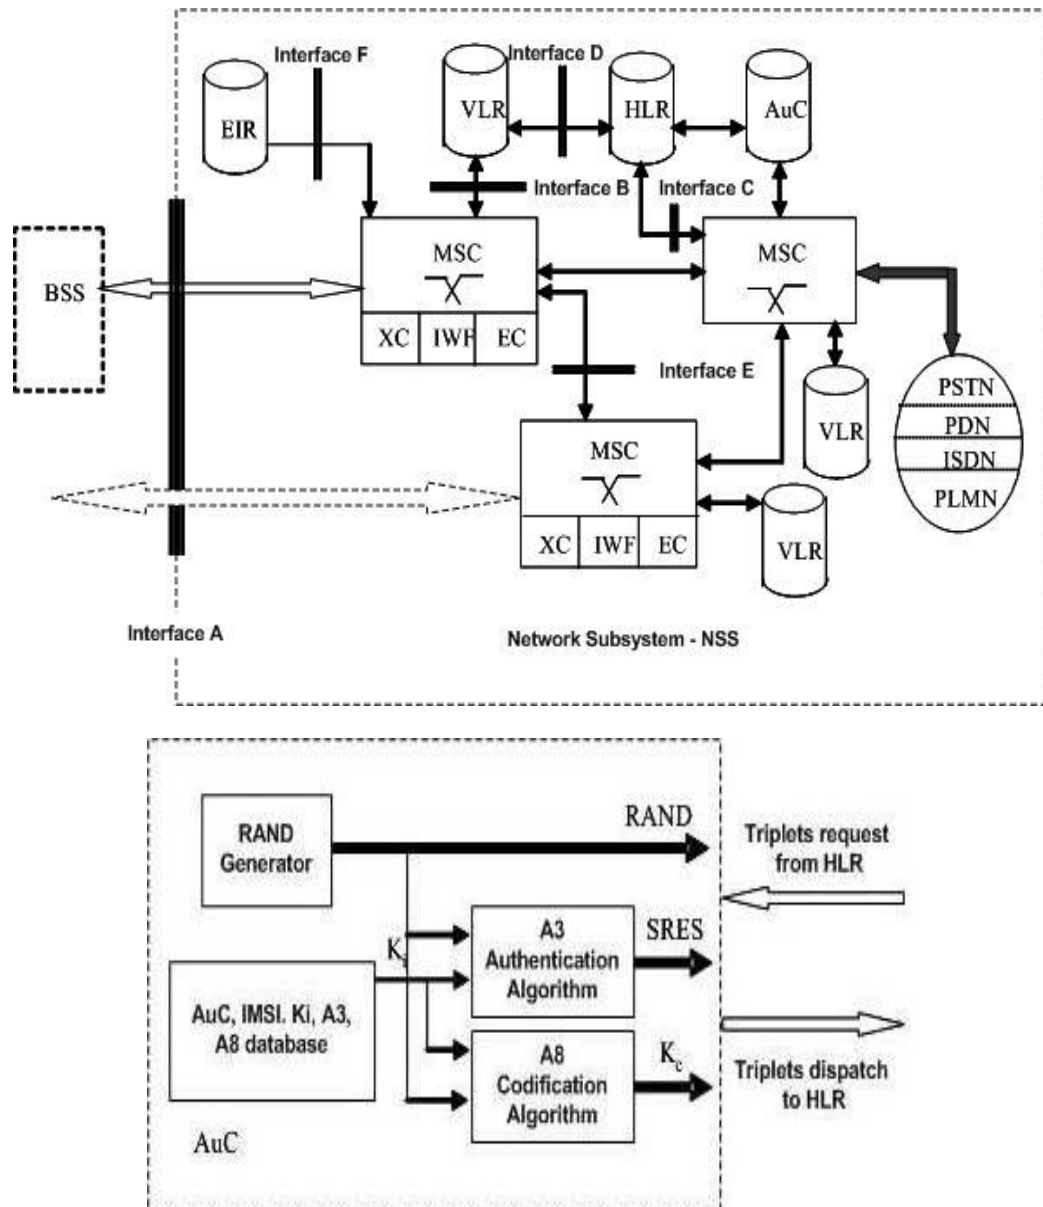 Interface F
Interface D
EIR
VLR
HLR
AuC
Interface B
Interface C
BSS
MSC
XC IWF EC
MSC
Interface E
PSTN
PDN
ISDN
PLMN
VLR
MSC
XC IWF EC
VLR
Interface A
Network Subsystem - NSS
RAND
Generator
RAND
Triplets request
from HLR
Ki
A3
Authentication
Algorithm
SRES
AuC, IMSI. Ki, A3,
A8 database
A8
Codification
Algorithm
Kc
Triplets dispatch
to HLR
AuC